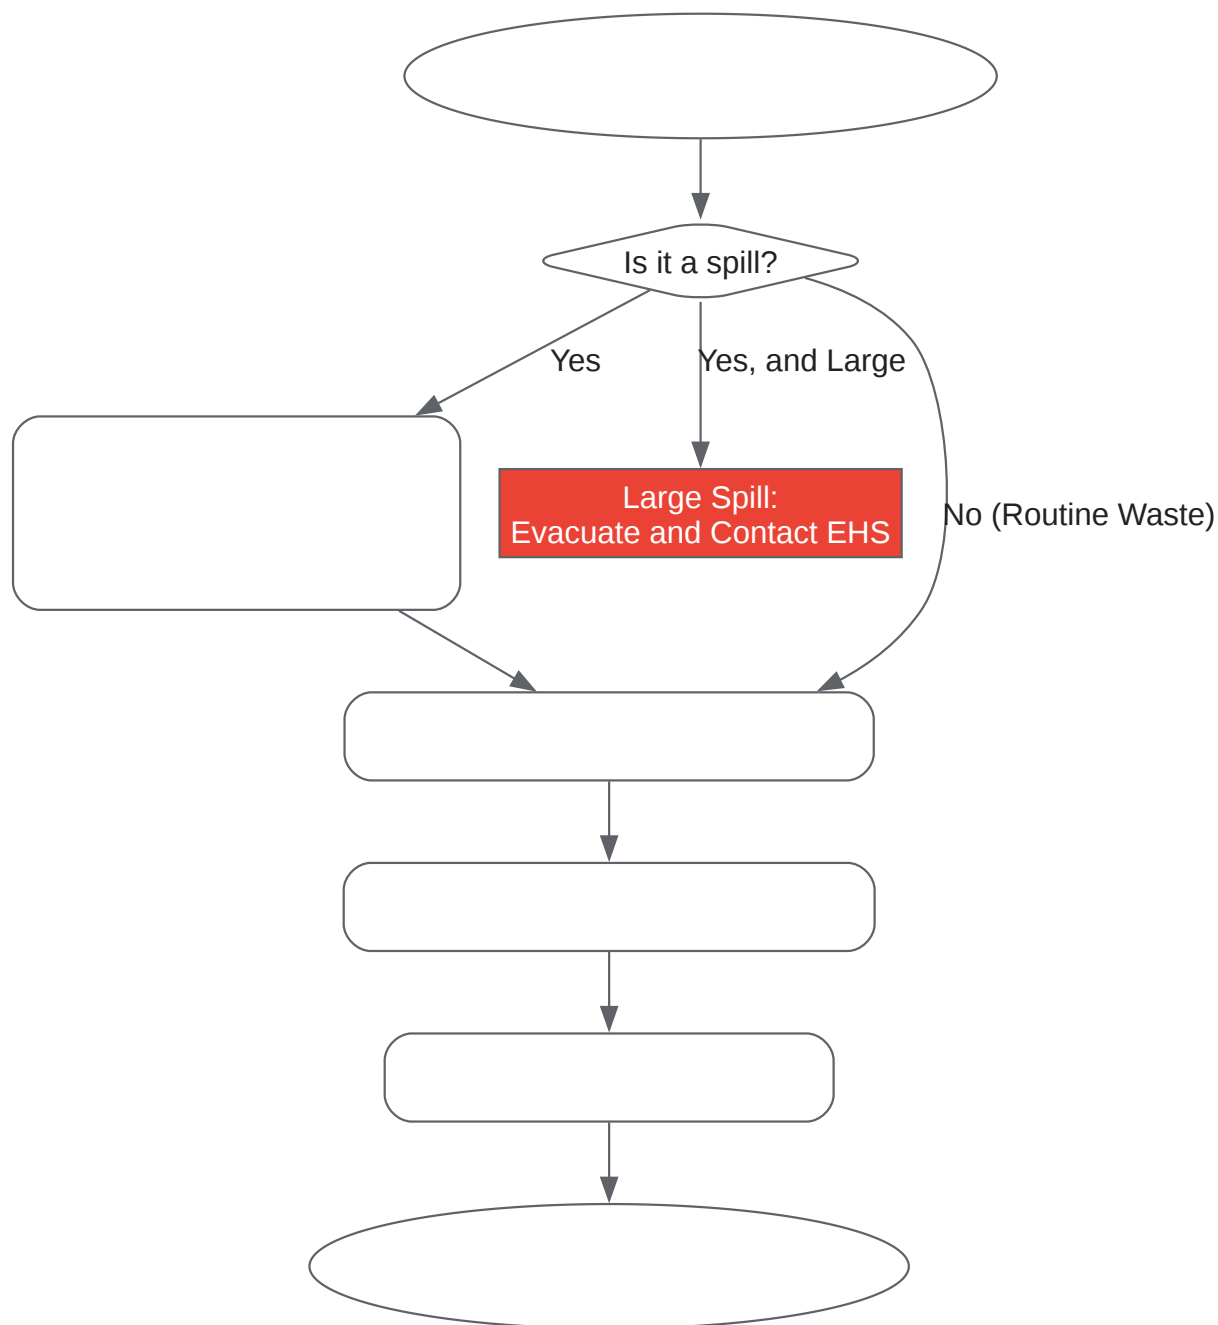 Is it a spill?
Yes
Yes, and Large
Large Spill:
Evacuate and Contact EHS
No (Routine Waste)